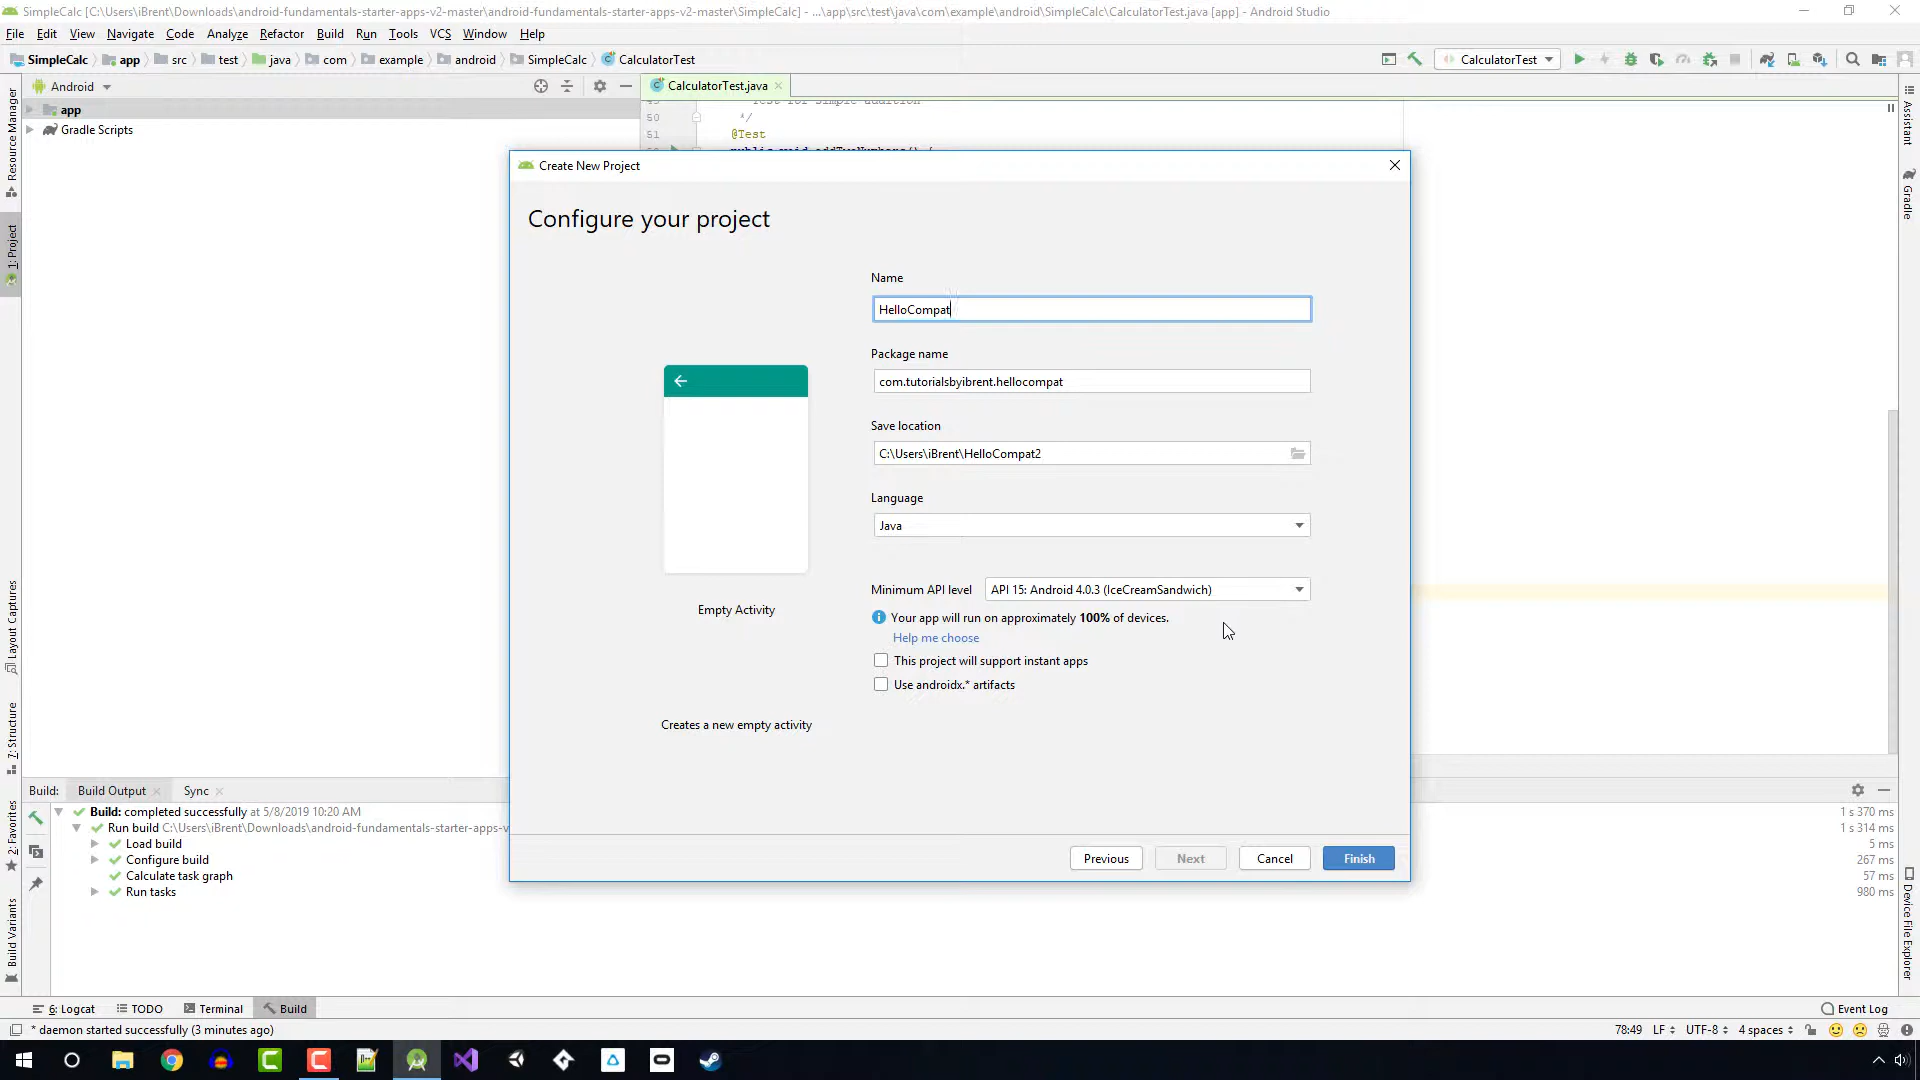 SimpleCalc [C:\Users\iBrent\Downloads\android-fundamentals-starter-apps-v2-master\android-fundamentals-starter-apps-v2-master\SimpleCalc] - ...\app\src\test\java\com\example\android\SimpleCalc\CalculatorTest.java [app] - Android Studio
File Edit View Navigate Code Analyze Refactor Build Run Tools VCS Window Help
SimpleCalc app src test java com example android SimpleCalc CalculatorTest
CalculatorTest
Android
CalculatorTest.java
app
Gradle Scripts
Resource Manager
1: Project
Layout Captures
7: Structure
2: Favorites
Build Variants
Assistant
Gradle
Device File Explorer
Test for simple addition
50 */
51 @Test
public void addTwoNumbers() {
Create New Project
Configure your project
Name
HelloCompat
Package name
com.tutorialsbyibrent.hellocompat
Save location
C:\Users\iBrent\HelloCompat2
Language
Java
Minimum API level API 15: Android 4.0.3 (IceCreamSandwich)
Your app will run on approximately 100% of devices.
Help me choose
This project will support instant apps
Use androidx.* artifacts
Empty Activity
Creates a new empty activity
Previous Next Cancel Finish
Build: Build Output Sync
Build: completed successfully at 5/8/2019 10:20 AM 1 s 370 ms
Run build C:\Users\iBrent\Downloads\android-fundamentals-starter-apps-v 1 s 314 ms
Load build 5 ms
Configure build 267 ms
Calculate task graph 57 ms
Run tasks 980 ms
6: Logcat TODO Terminal Build Event Log
* daemon started successfully (3 minutes ago) 78:49 LF UTF-8 4 spaces